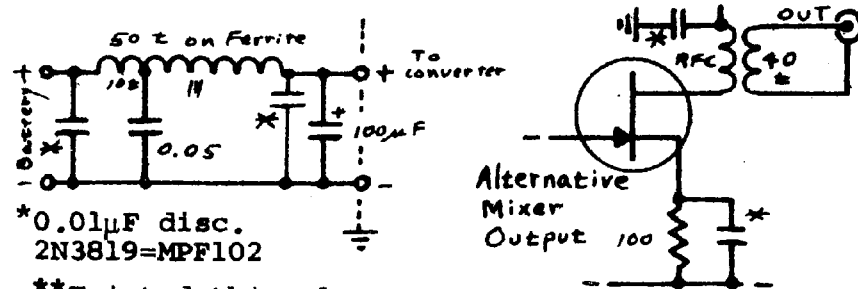 50 t on Ferrite
10t
+
Battery
-
*
0.05
*
+
100µF
+ To converter
-
*0.01µF disc.
2N3819=MPF102
*
RFC
40 t
OUT
Alternative
Mixer
Output
100
*